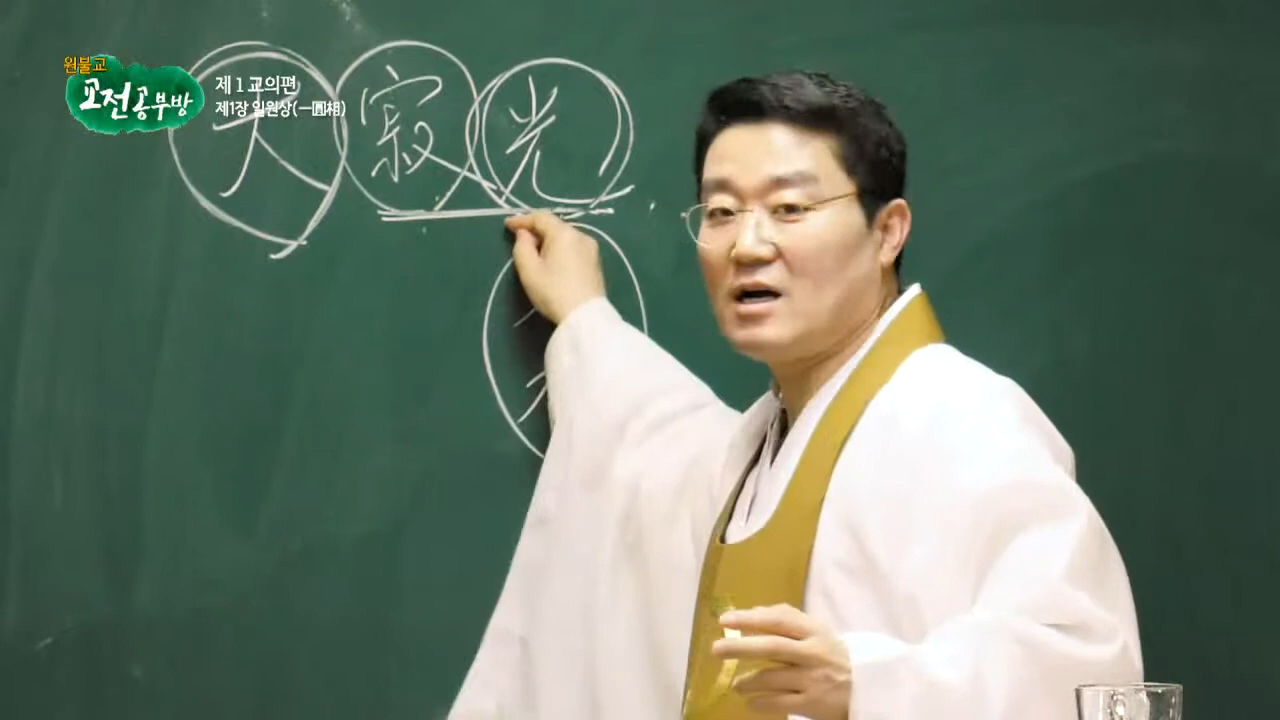 원불교
교전공부방
제 1 교의편
제1장 일원상(一圓相)
大 寂 光